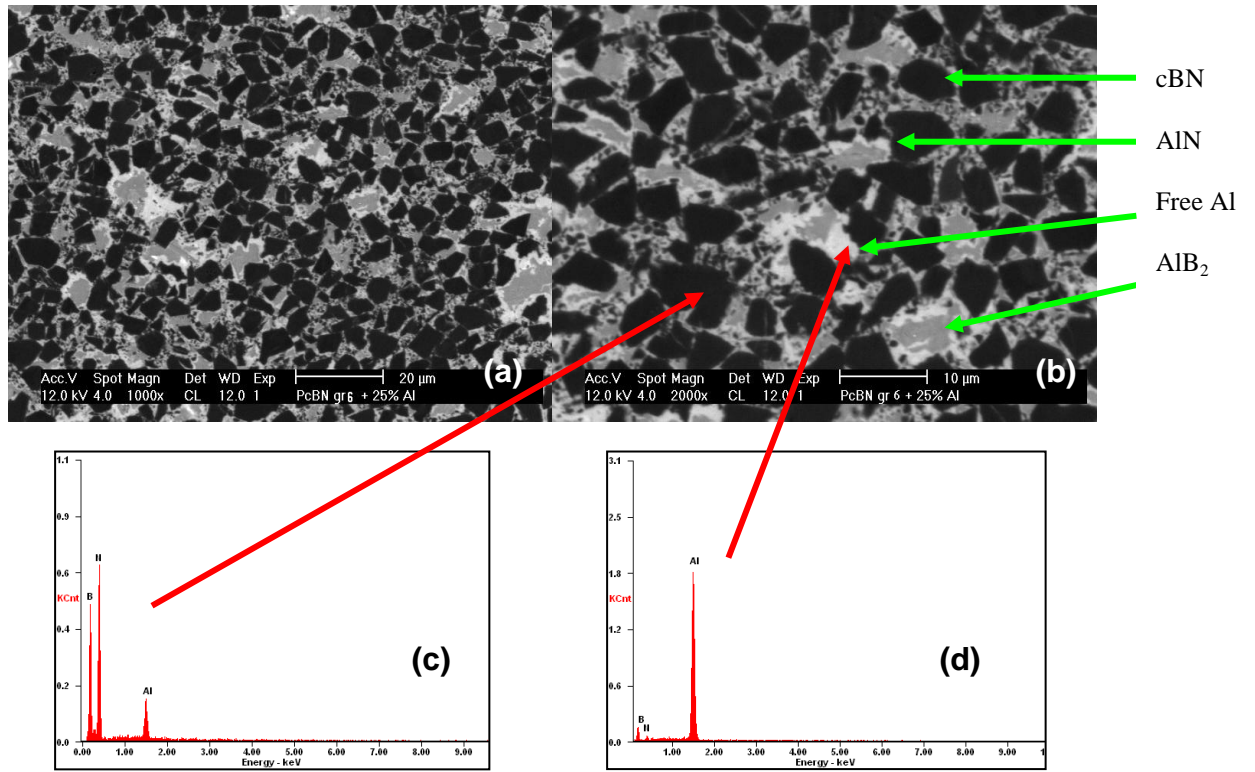 cBN
AlN
Free Al
AlB2
(a)
Acc.V Spot Magn Det WD Exp 20 µm
12.0 kV 4.0 1000x CL 12.0 1 PcBN gr6 + 25% Al
(b)
Acc.V Spot Magn Det WD Exp 10 µm
12.0 kV 4.0 2000x CL 12.0 1 PcBN gr 6 + 25% Al
1.1
0.9
0.6
KCnt
0.4
0.2
0.0
B
N
Al
(c)
0.00 1.00 2.00 3.00 4.00 5.00 6.00 7.00 8.00 9.00
Energy - keV
3.1
2.5
1.8
KCnt
1.2
0.6
0.0
B
N
Al
(d)
1.00 2.00 3.00 4.00 5.00 6.00 7.00 8.00 9.00 1
Energy - keV